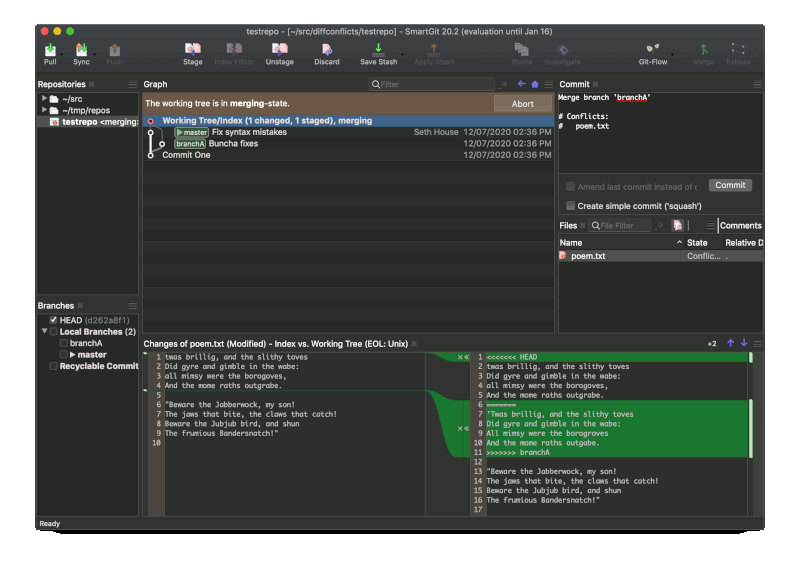 testrepo - [~/src/diffconflicts/testrepo] - SmartGit 20.2 (evaluation until Jan 16)
Pull Sync Push Stage Index Editor Unstage Discard Save Stash Apply Stash Blame Investigate Git-Flow Merge Rebase
Repositories
~/src
~/tmp/repos
testrepo <merging:
Graph
Filter
The working tree is in merging-state.
Abort
Working Tree/Index (1 changed, 1 staged), merging
master Fix syntax mistakes Seth House 12/07/2020 02:36 PM
branchA Buncha fixes 12/07/2020 02:36 PM
Commit One 12/07/2020 02:36 PM
Commit
Merge branch 'branchA'
# Conflicts:
# poem.txt
Amend last commit instead of c
Commit
Create simple commit ('squash')
Files
File Filter
Comments
Name State Relative D
poem.txt Conflic... .
Branches
HEAD (d262a8f1)
Local Branches (2)
branchA
master
Recyclable Commit
Changes of poem.txt (Modified) - Index vs. Working Tree (EOL: Unix)
+2
1 twas brillig, and the slithy toves
2 Did gyre and gimble in the wabe:
3 all mimsy were the borogoves,
4 And the mome raths outgrabe.
5
6 "Beware the Jabberwock, my son!
7 The jaws that bite, the claws that catch!
8 Beware the Jubjub bird, and shun
9 The frumious Bandersnatch!"
10
1 <<<<<<< HEAD
2 twas brillig, and the slithy toves
3 Did gyre and gimble in the wabe:
4 all mimsy were the borogoves,
5 And the mome raths outgrabe.
6 =======
7 'Twas brillig, and the slithy toves
8 Did gyre and gimble in the wabe:
9 All mimsy were the borogroves
10 And the mome raths outgabe.
11 >>>>>>> branchA
12
13 "Beware the Jabberwock, my son!
14 The jaws that bite, the claws that catch!
15 Beware the Jubjub bird, and shun
16 The frumious Bandersnatch!"
17
Ready